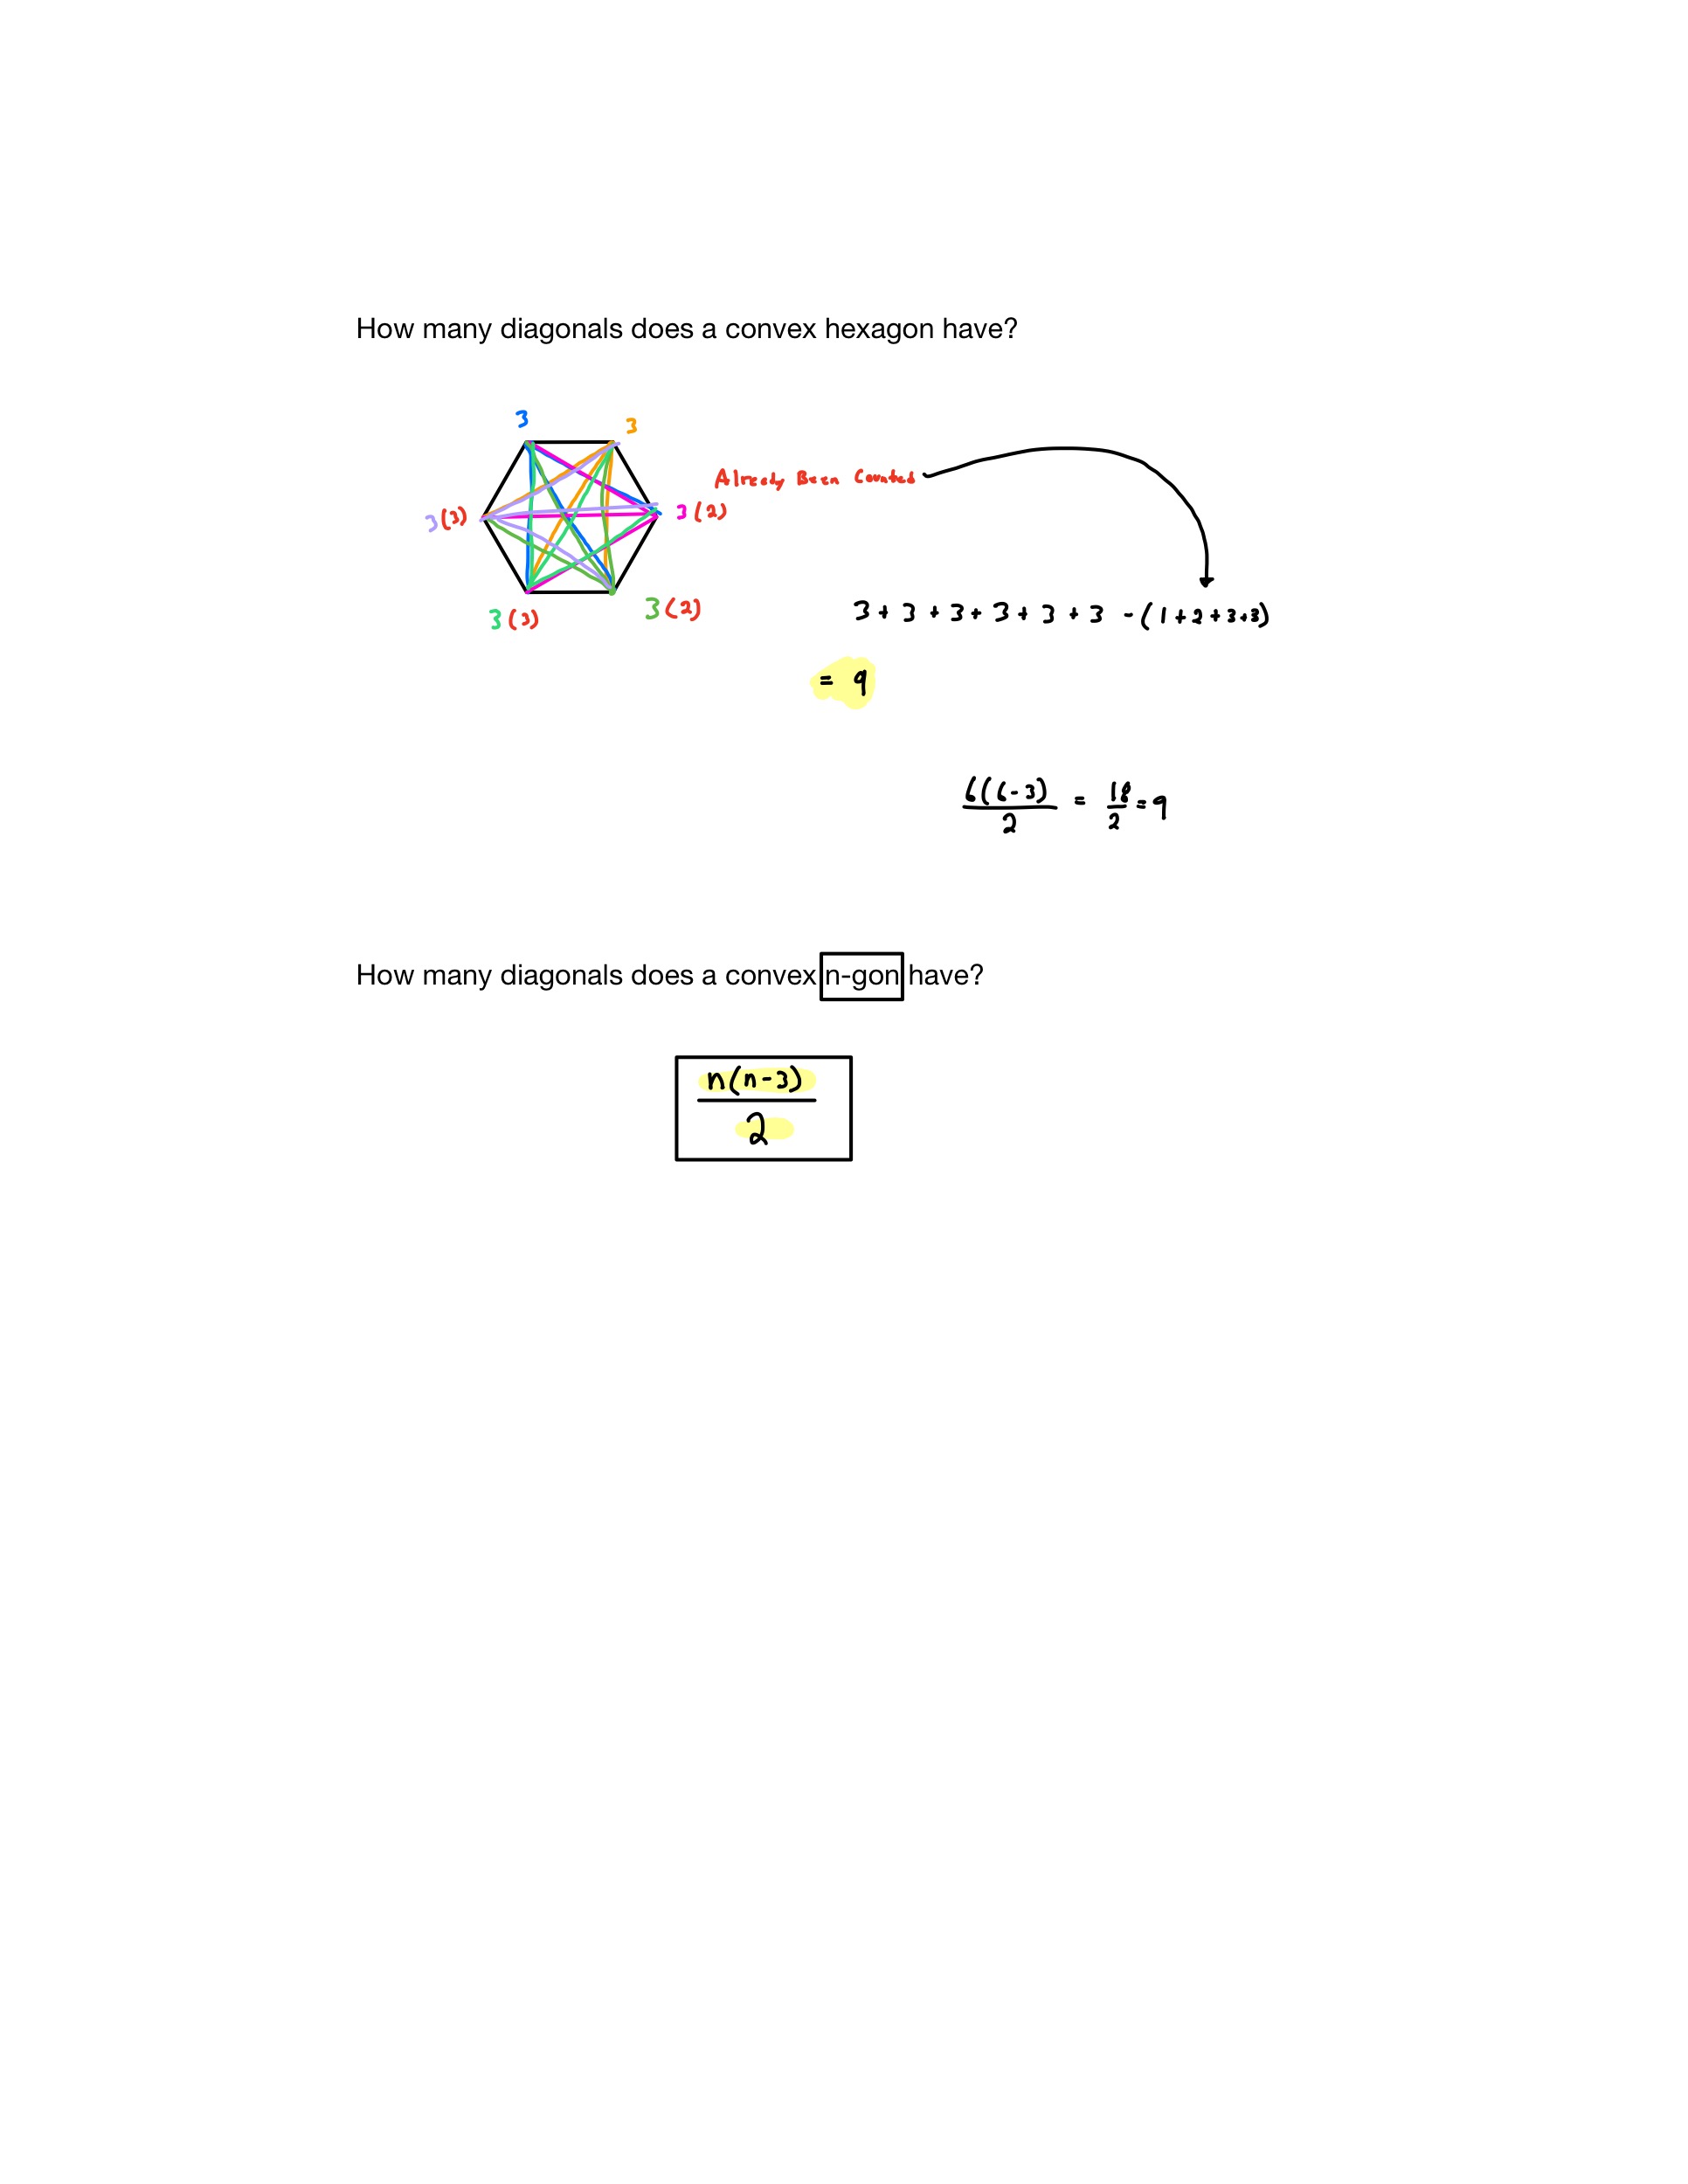 How many diagonals does a convex hexagon have?
3 3
Already Been Counted
3(3) 3(2)
3(3) 3(2)
3 + 3 + 3 + 3 + 3 + 3 - (1+2+3+3)
= 9
6(6-3)/2 = 18/2 = 9
How many diagonals does a convex n-gon have?
n(n-3)
2